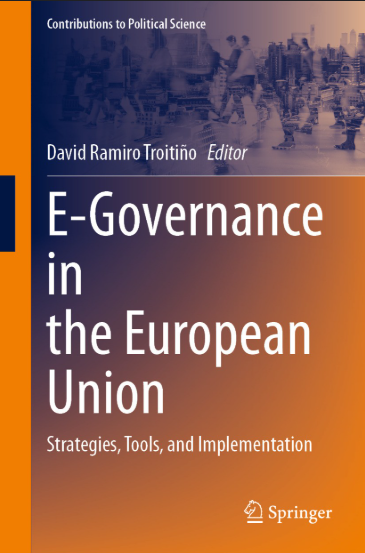 Contributions to Political Science
David Ramiro Troitiño Editor
E-Governance
in
the European
Union
Strategies, Tools, and Implementation
Springer